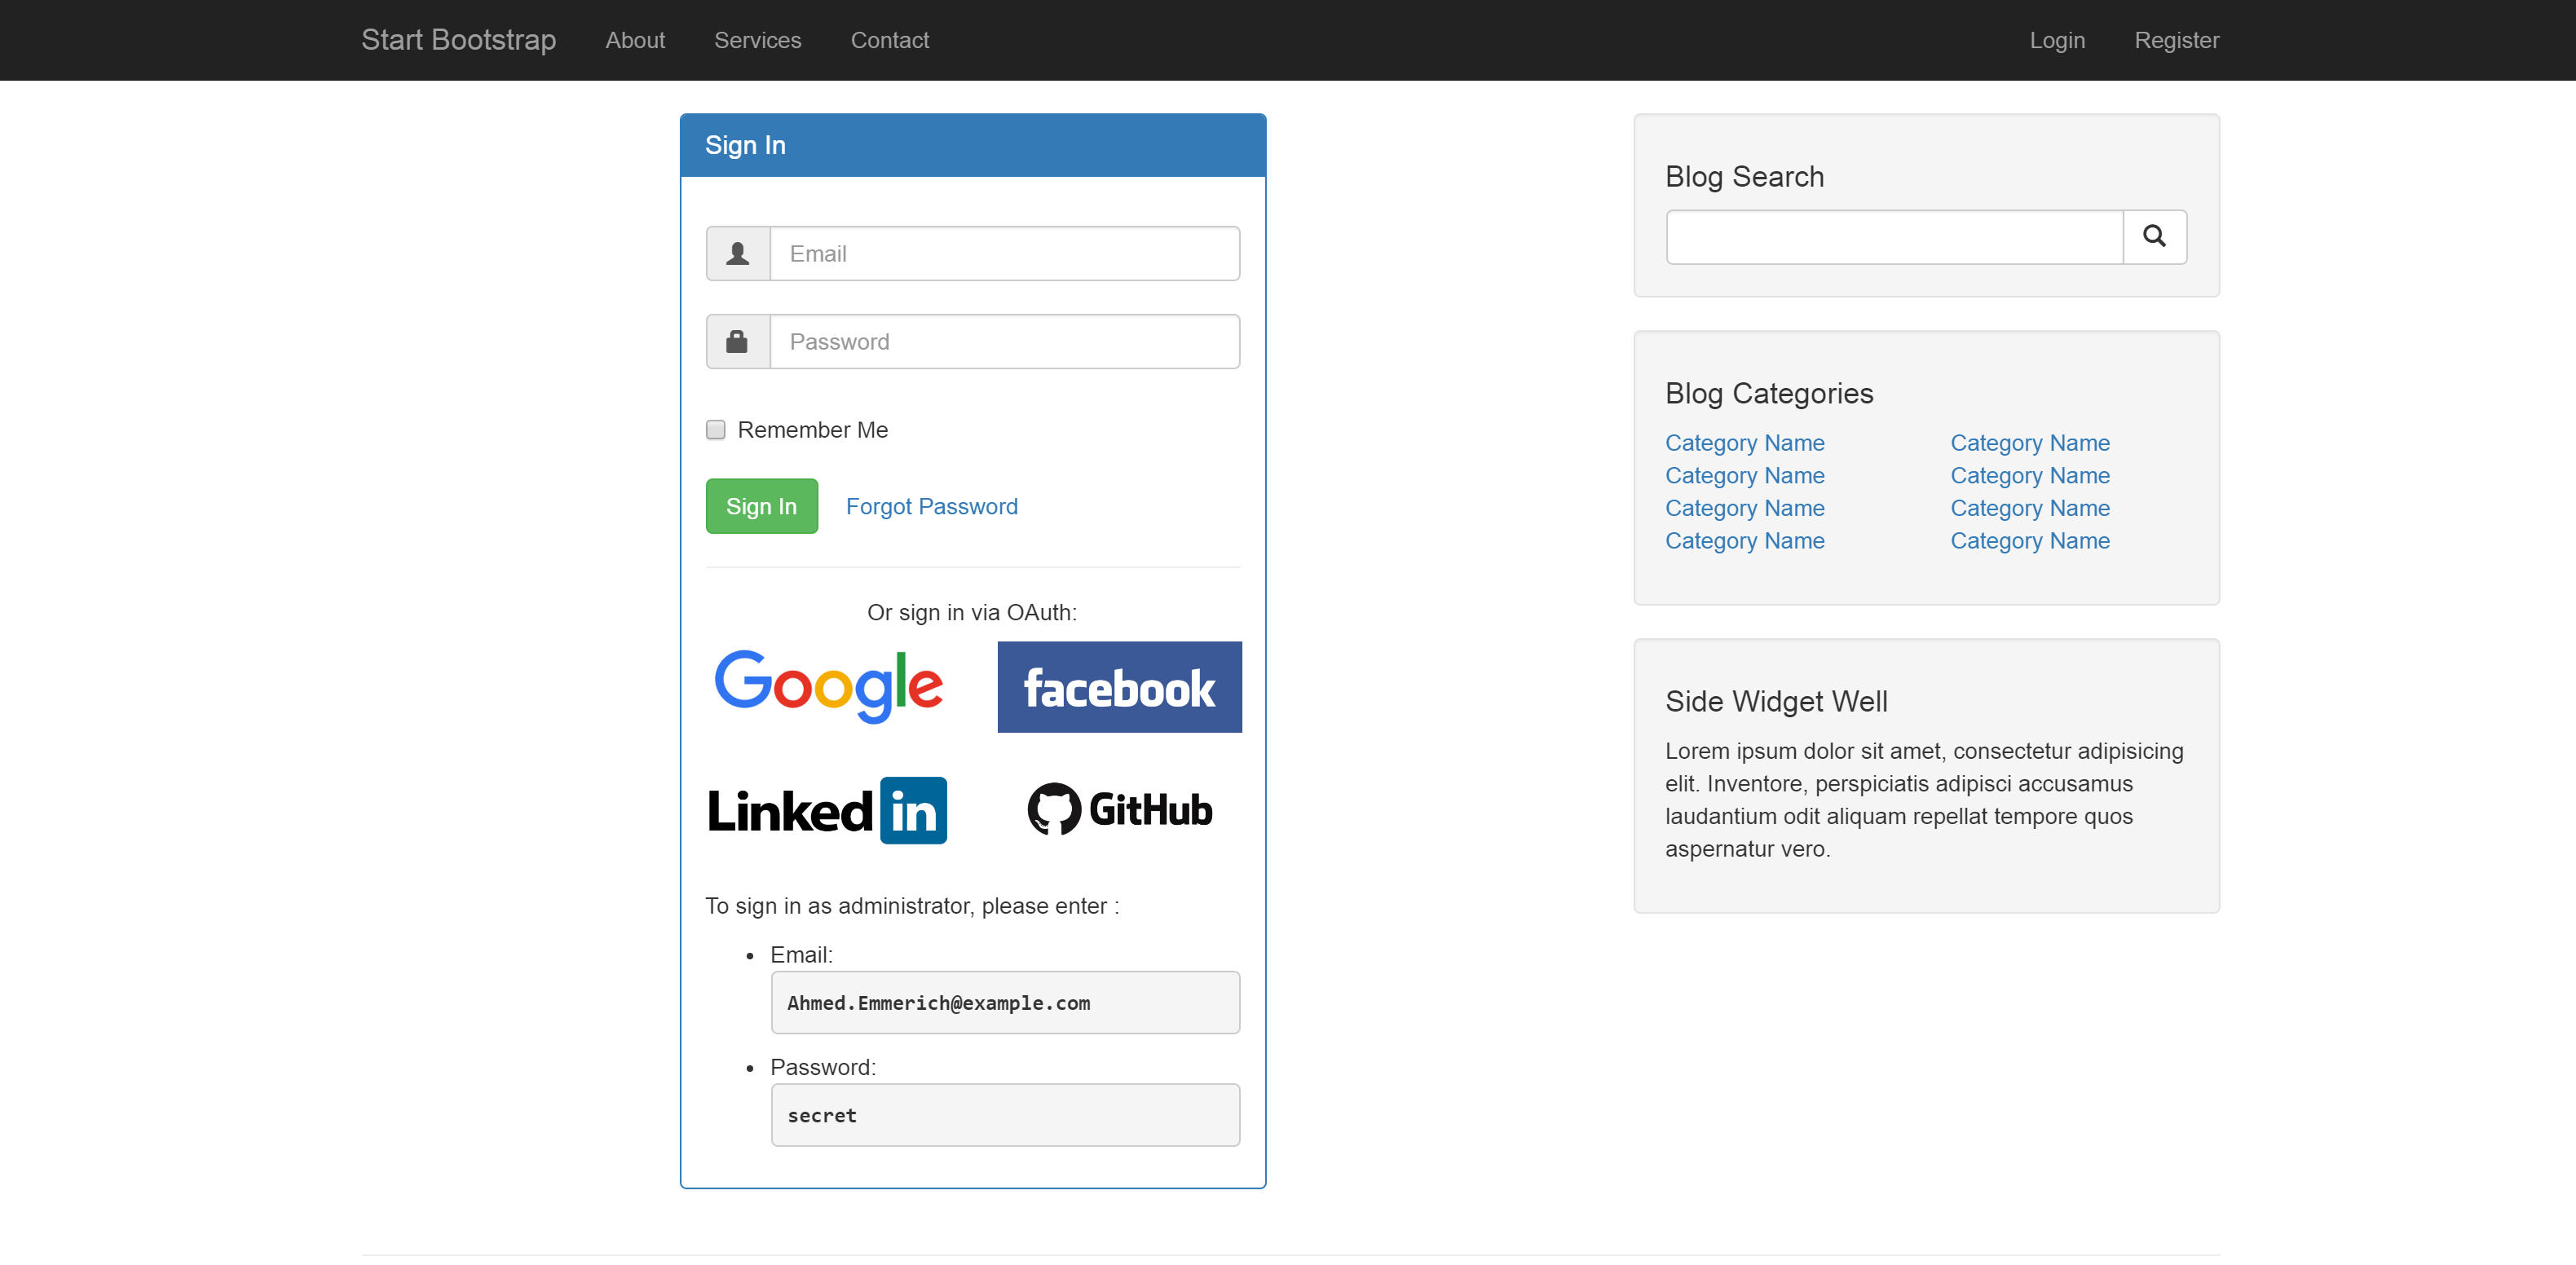 Start Bootstrap About Services Contact Login Register
Sign In
Email
Password
Remember Me
Sign In Forgot Password
Or sign in via OAuth:
Google facebook
Linked in GitHub
To sign in as administrator, please enter :
Email:
Ahmed.Emmerich@example.com
Password:
secret
Blog Search
Blog Categories
Category Name Category Name
Category Name Category Name
Category Name Category Name
Category Name Category Name
Side Widget Well
Lorem ipsum dolor sit amet, consectetur adipisicing
elit. Inventore, perspiciatis adipisci accusamus
laudantium odit aliquam repellat tempore quos
aspernatur vero.